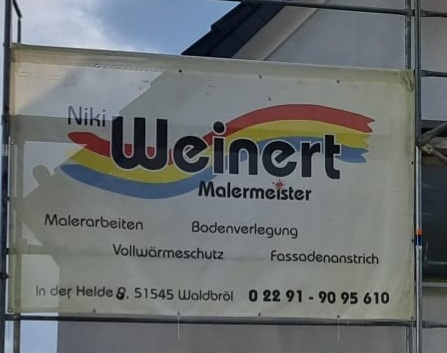 Niki
Weinert
Malermeister
Malerarbeiten Bodenverlegung
Vollwärmeschutz Fassadenanstrich
In der Helde 8. 51545 Waldbröl 0 22 91 - 90 95 610